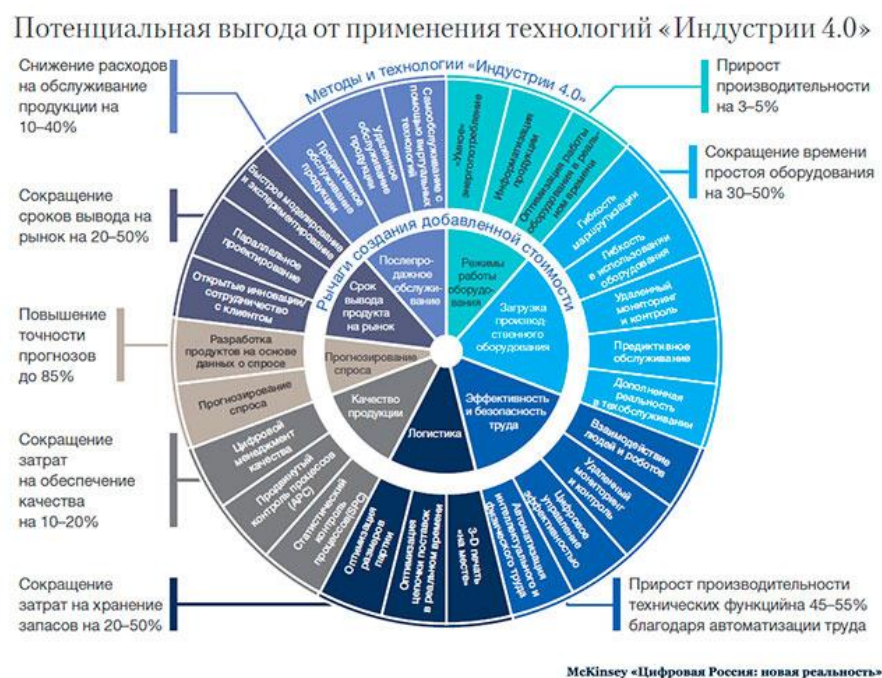 Потенциальная выгода от применения технологий «Индустрии 4.0»
Снижение расходов
на обслуживание
продукции на
10–40%
Сокращение
сроков вывода на
рынок на 20–50%
Повышение
точности
прогнозов
до 85%
Сокращение
затрат
на обеспечение
качества
на 10–20%
Сокращение
затрат на хранение
запасов на 20–50%
Прирост
производительности
на 3–5%
Сокращение времени
простоя оборудования
на 30–50%
Прирост производительности
технических функцийна 45–55%
благодаря автоматизации труда
Методы и технологии «Индустрии 4.0»
«Умное»
энергопотребление
Информатизация
продукции
Оптимизация работы
оборудования в реаль-
ном времени
Гибкость
маршрутизации
Гибкость
в использовании
оборудования
Удаленный
мониторинг
и контроль
Предиктивное
обслуживание
Дополненная
реальность
в техобслуживании
Взаимодействие
людей и роботов
Удаленный
мониторинг
и контроль
Цифровое
управление
эффективностью
Автоматизация
интеллектуального и
физического труда
3-D печать
«на месте»
Оптимизация
цепочки поставок
в реальном времени
Оптимизация
размеров
партии
Статистический
контроль
процессов(SPC)
Продвинутый
контроль процессов
(APC)
Цифровой
менеджмент
качества
Прогнозирование
спроса
Разработка
продуктов на основе
данных о спросе
Открытые инновации/
сотрудничество
с клиентом
Параллельное
проектирование
Быстрое моделирование
и экспериментирование
Предиктивное
обслуживание
продукции
Удаленное
обслуживание
продукции
Самообслуживание с
помощью виртуальных
технологий
Рычаги создания добавленной стоимости
Режимы
работы
оборудо-
вания
Загрузка
производ-
ственного
оборудования
Эффективность
и безопасность
труда
Логистика
Качество
продукции
Прогнозирование
спроса
Срок
вывода
продукта
на рынок
Послепро-
дажное
обслужи-
вание
McKinsey «Цифровая Россия: новая реальность»